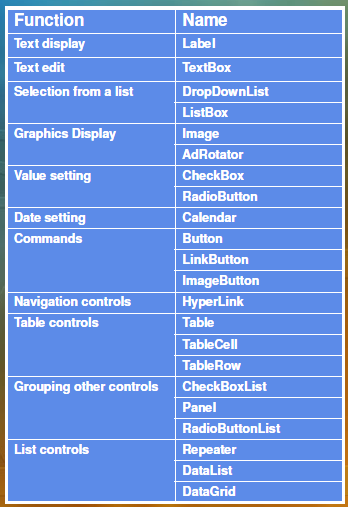 Function Name
Text display Label
Text edit TextBox
Selection from a list DropDownList
ListBox
Graphics Display Image
AdRotator
Value setting CheckBox
RadioButton
Date setting Calendar
Commands Button
LinkButton
ImageButton
Navigation controls HyperLink
Table controls Table
TableCell
TableRow
Grouping other controls CheckBoxList
Panel
RadioButtonList
List controls Repeater
DataList
DataGrid